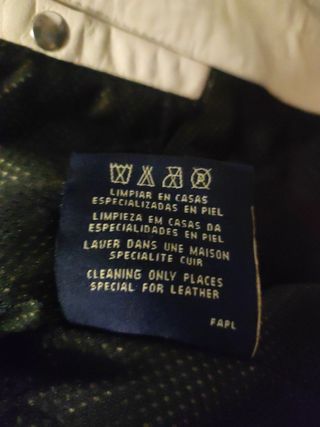 LIMPIAR EN CASAS
ESPECIALIZADAS EN PIEL
LIMPIEZA EM CASAS DA
ESPECIALIDADES EN PIEL
LAVER DANS UNE MAISON
SPECIALITE CUIR
CLEANING ONLY PLACES
SPECIAL FOR LEATHER
FAPL